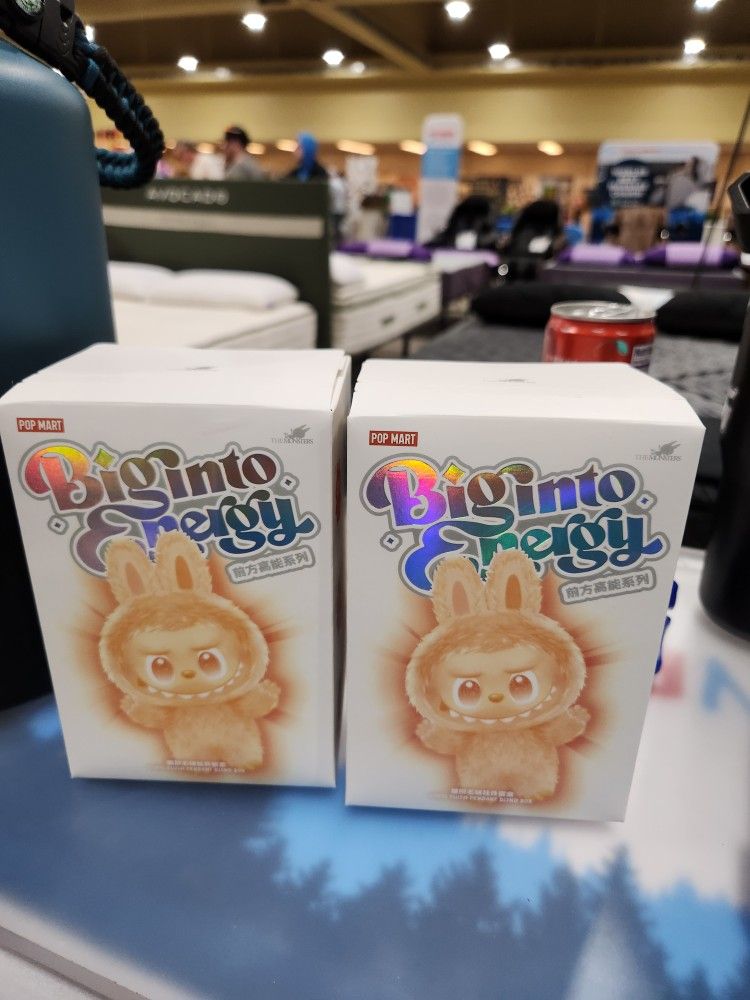 AVOCADO
POP MART
THE MONSTERS
Big into
Energy
前方高能系列
POP MART
THE MONSTERS
Big into
Energy
前方高能系列